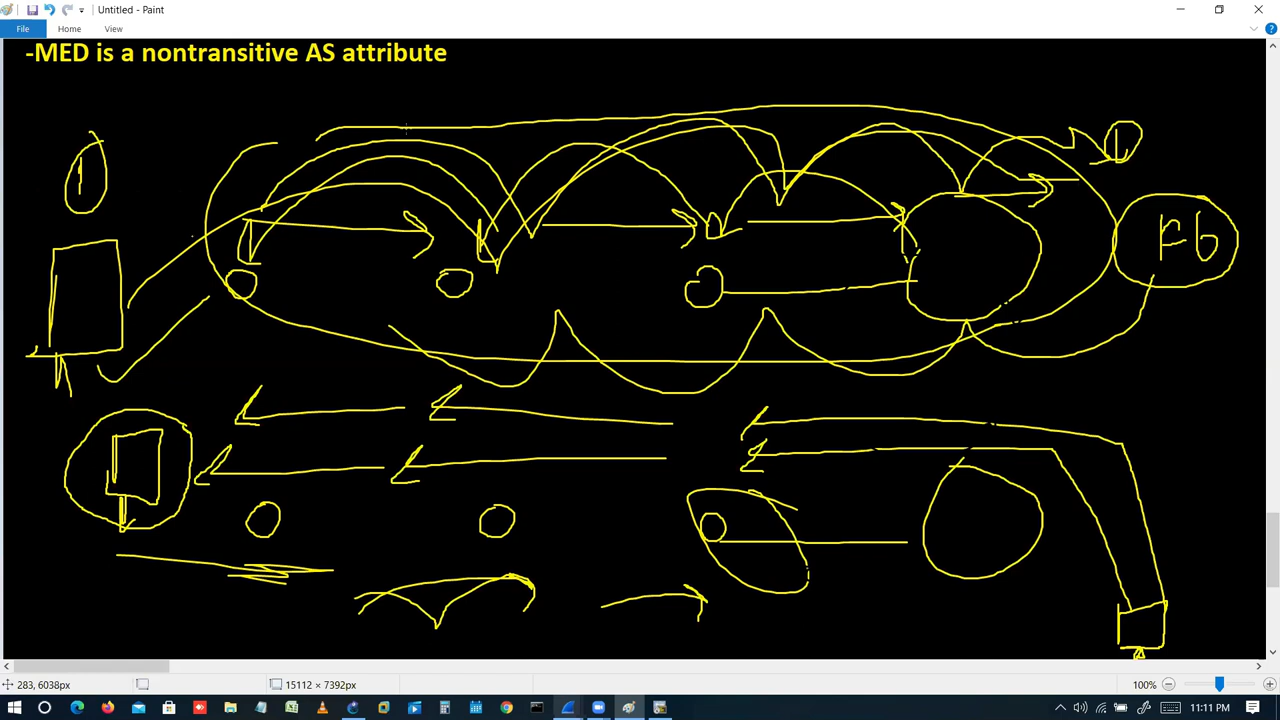 Untitled - Paint
File Home View
-MED is a nontransitive AS attribute
1
L
Fb
283, 6038px
15112 × 7392px
100%
11:11 PM